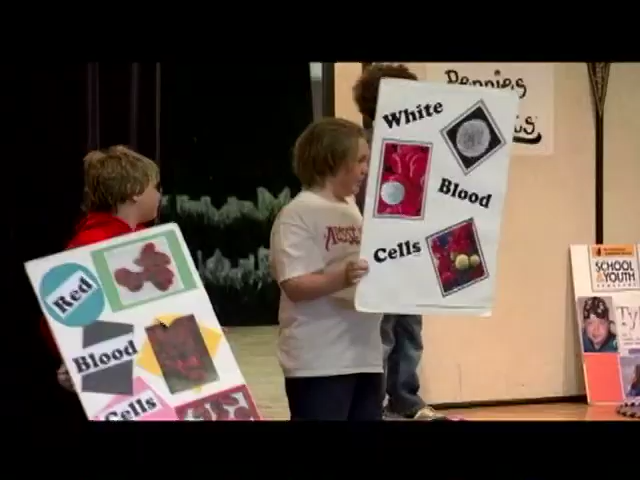 Pennies
White
Blood
Cells
Red
Blood
Cells
SCHOOL
&YOUTH